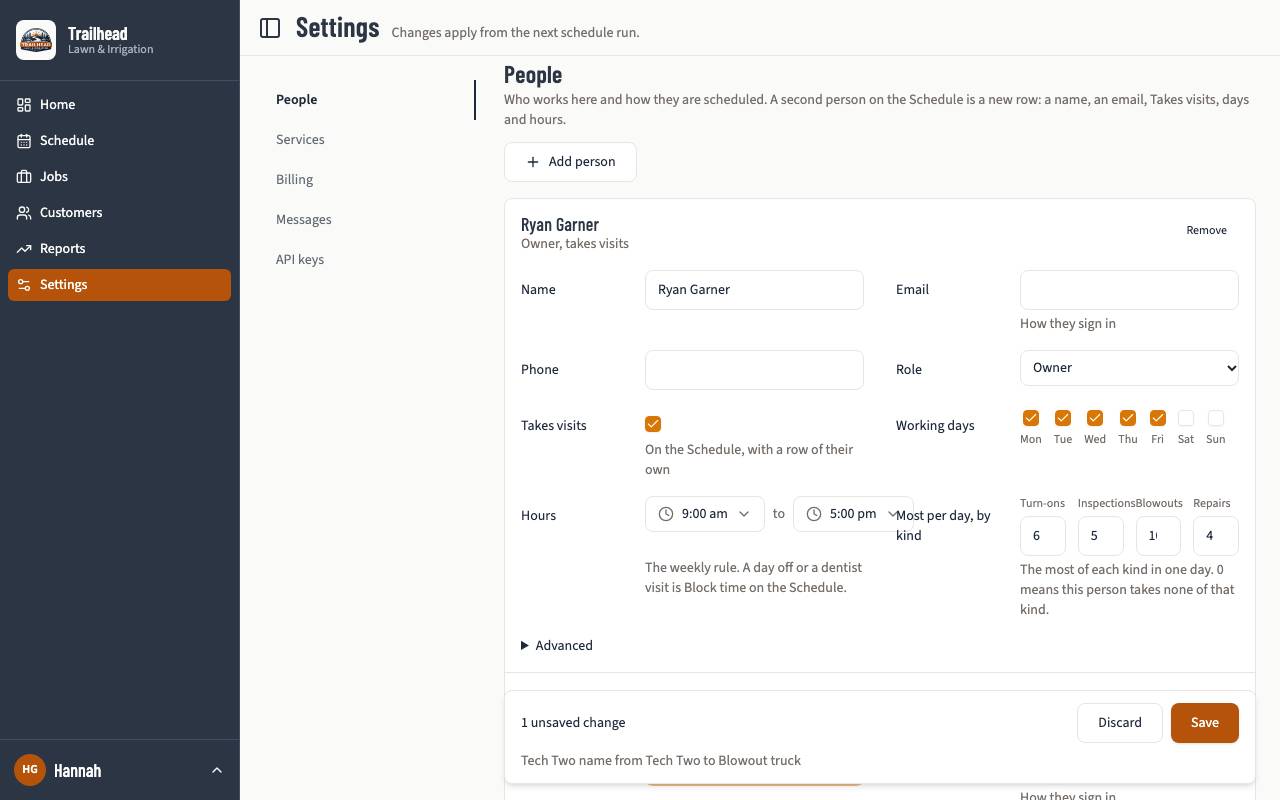 Trailhead
Lawn & Irrigation
TRAILHEAD
Home
Schedule
Jobs
Customers
Reports
Settings
HG
Hannah
Settings
Changes apply from the next schedule run.
People
Services
Billing
Messages
API keys
People
Who works here and how they are scheduled. A second person on the Schedule is a new row: a name, an email, Takes visits, days
and hours.
Add person
Ryan Garner
Owner, takes visits
Remove
Name
Ryan Garner
Email
How they sign in
Phone
Role
Owner
Takes visits
On the Schedule, with a row of their
own
Working days
Mon Tue Wed Thu Fri Sat Sun
Hours
9:00 am to 5:00 pm
The weekly rule. A day off or a dentist
visit is Block time on the Schedule.
Most per day, by
kind
Turn-ons Inspections Blowouts Repairs
6 5 4
The most of each kind in one day. 0
means this person takes none of that
kind.
Advanced
1 unsaved change
Discard
Save
Tech Two name from Tech Two to Blowout truck
How they sign in